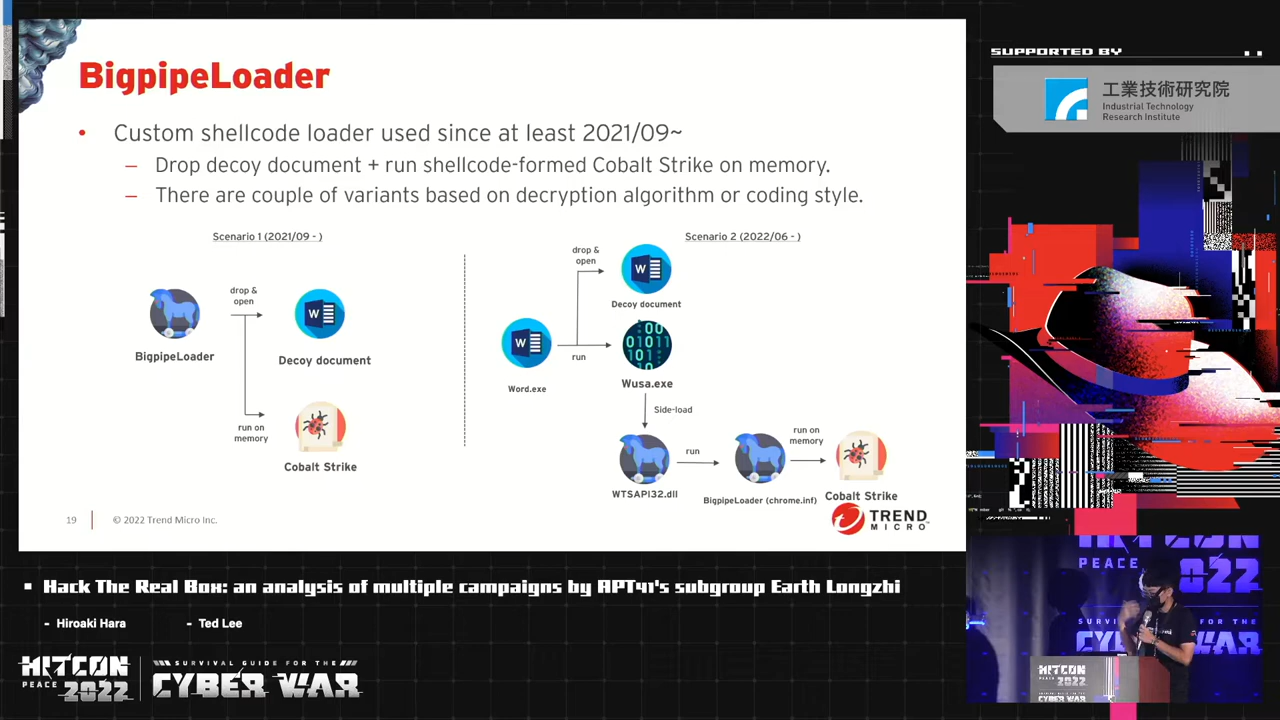 BigpipeLoader
• Custom shellcode loader used since at least 2021/09~
– Drop decoy document + run shellcode-formed Cobalt Strike on memory.
– There are couple of variants based on decryption algorithm or coding style.
Scenario 1 (2021/09 - )
drop &
open
BigpipeLoader
Decoy document
run on
memory
Cobalt Strike
Scenario 2 (2022/06 - )
drop &
open
W
Decoy document
W
Word.exe
run
Wusa.exe
Side-load
WTSAPI32.dll
run
BigpipeLoader (chrome.inf)
run on
memory
Cobalt Strike
19
© 2022 Trend Micro Inc.
TREND
MICRO
SUPPORTED BY
工業技術研究院
Industrial Technology
Research Institute
Hack The Real Box: an analysis of multiple campaigns by APT41's subgroup Earth Longzhi
- Hiroaki Hara
- Ted Lee
HITCON
PEACE 2022
SURVIVAL GUIDE FOR THE
CYBER WAR
PEACE 2022
CYBER WAR
HITCON
PEACE 2022
CYBER WAR